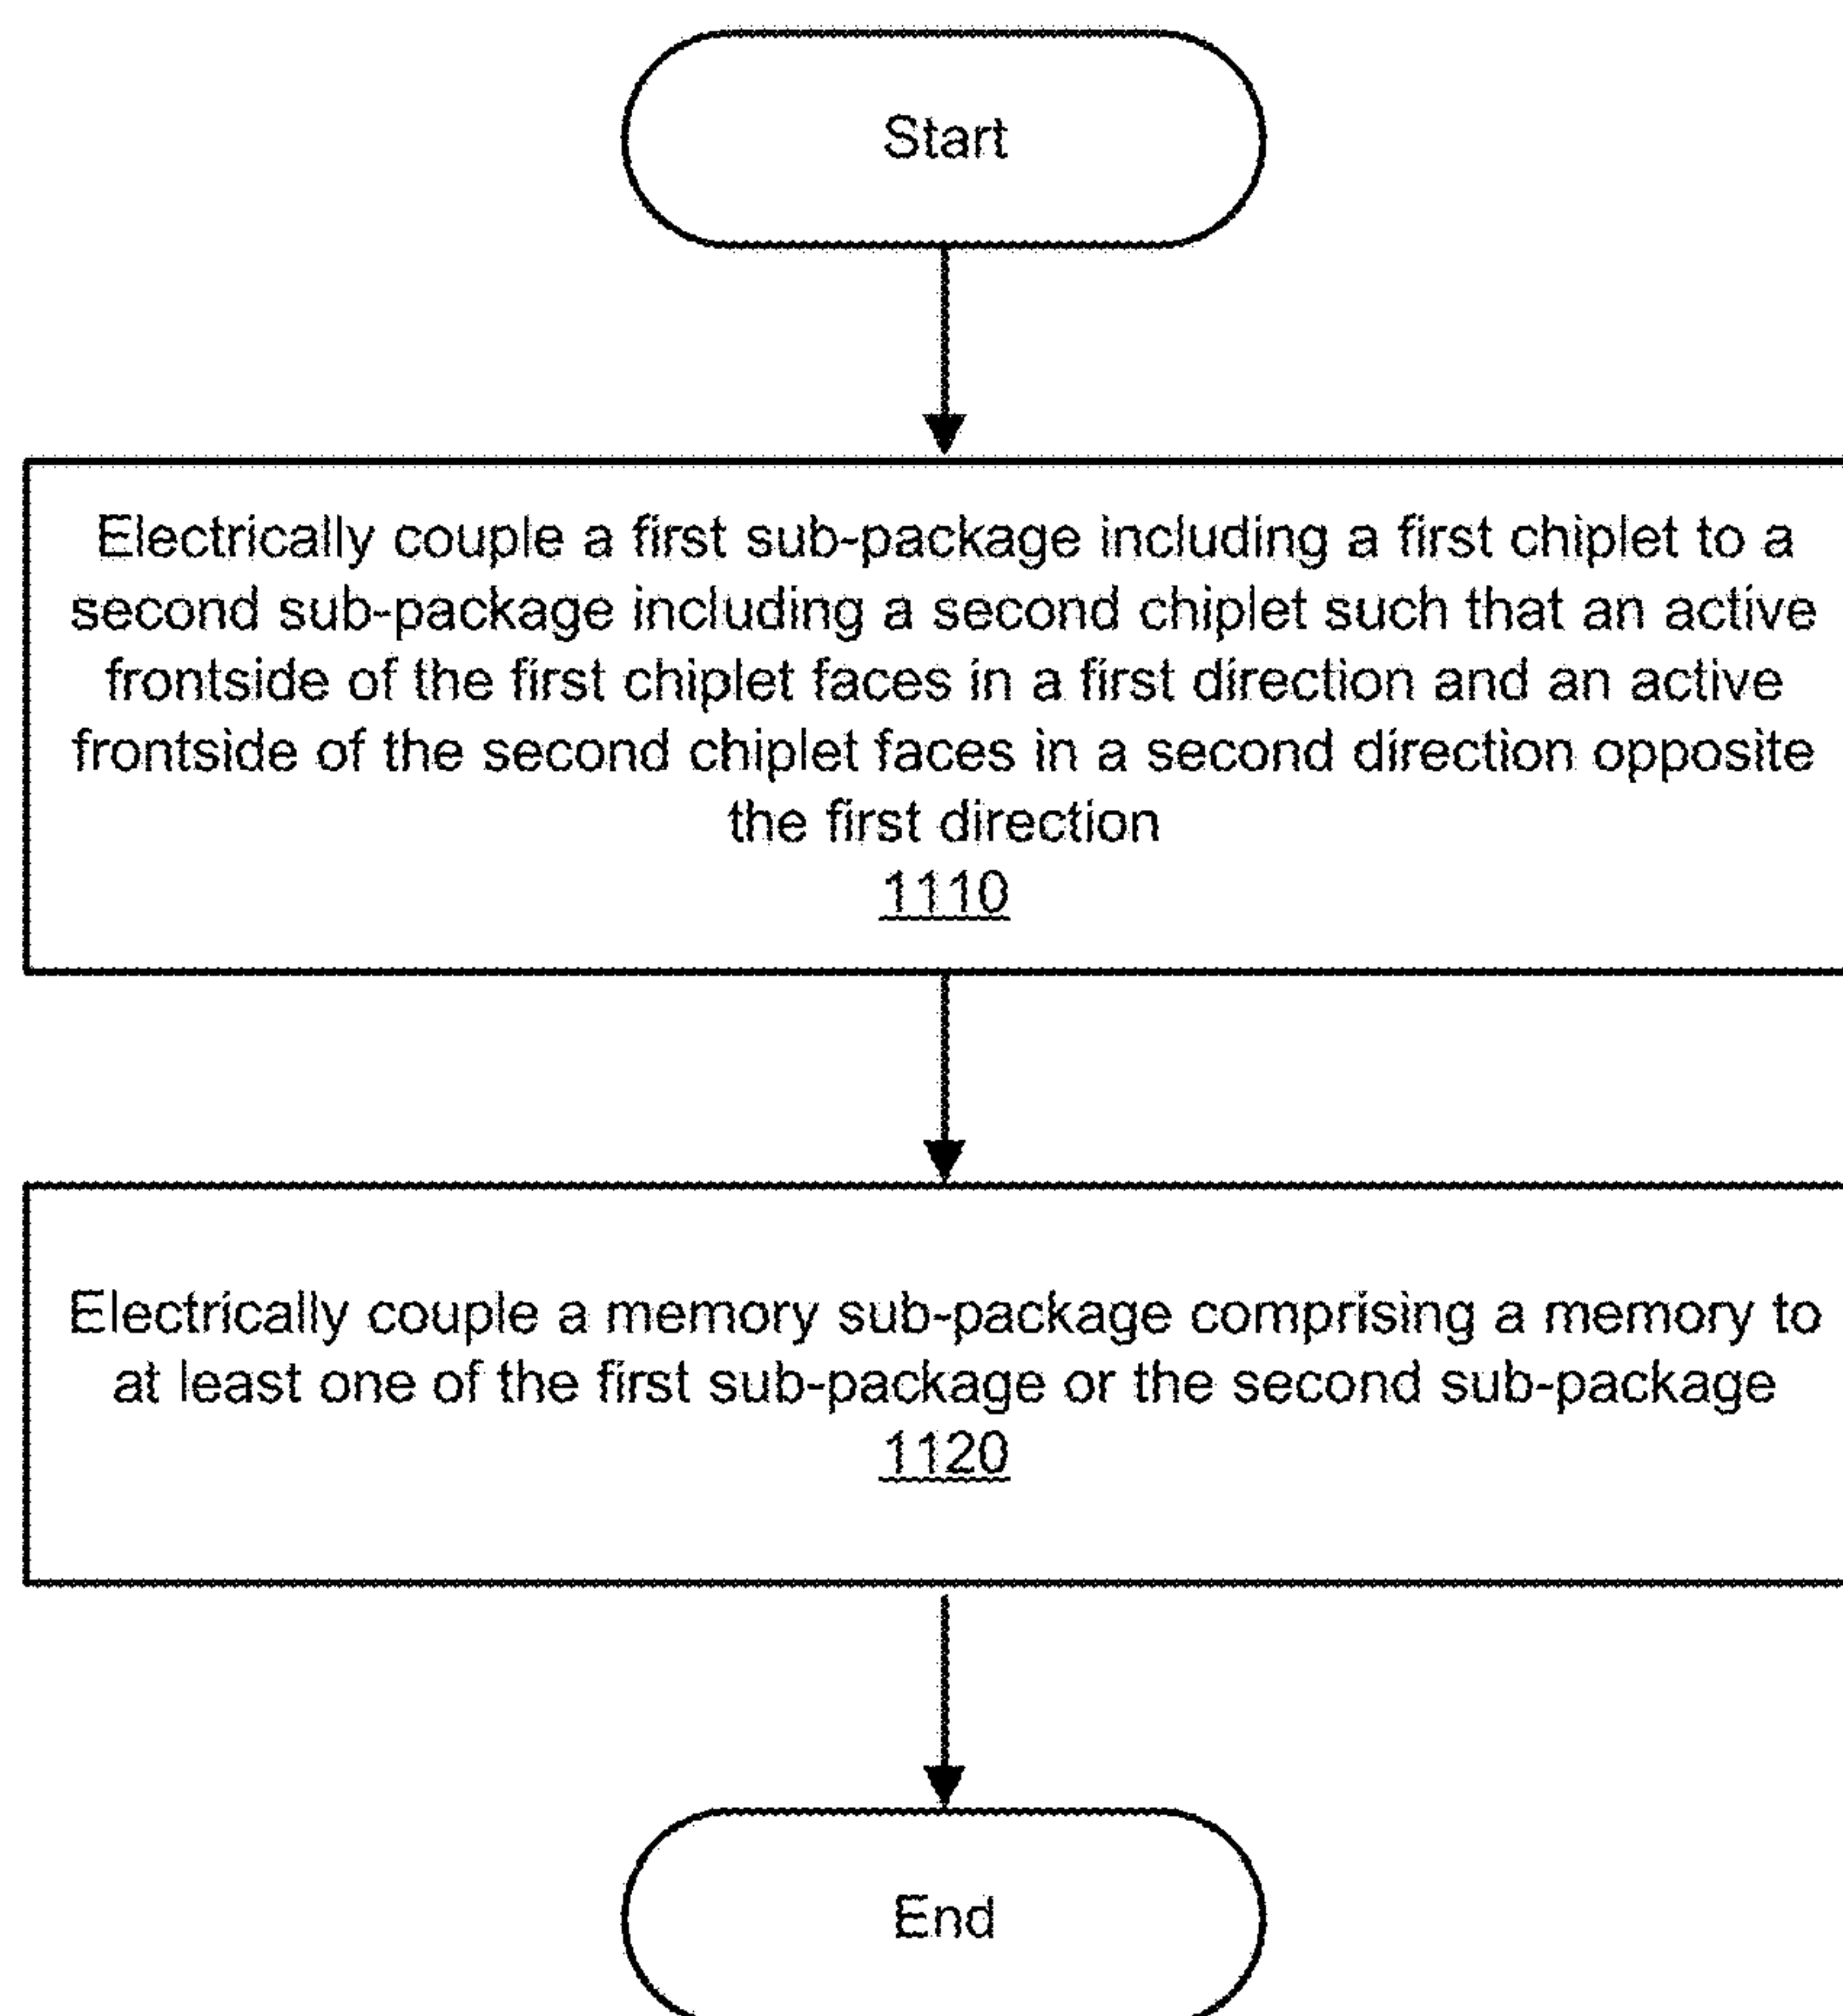 Start
Electrically couple a first sub-package including a first chiplet to a
second sub-package including a second chiplet such that an active
frontside of the first chiplet faces in a first direction and an active
frontside of the second chiplet faces in a second direction opposite
the first direction
1110
Electrically couple a memory sub-package comprising a memory to
at least one of the first sub-package or the second sub-package
1120
End